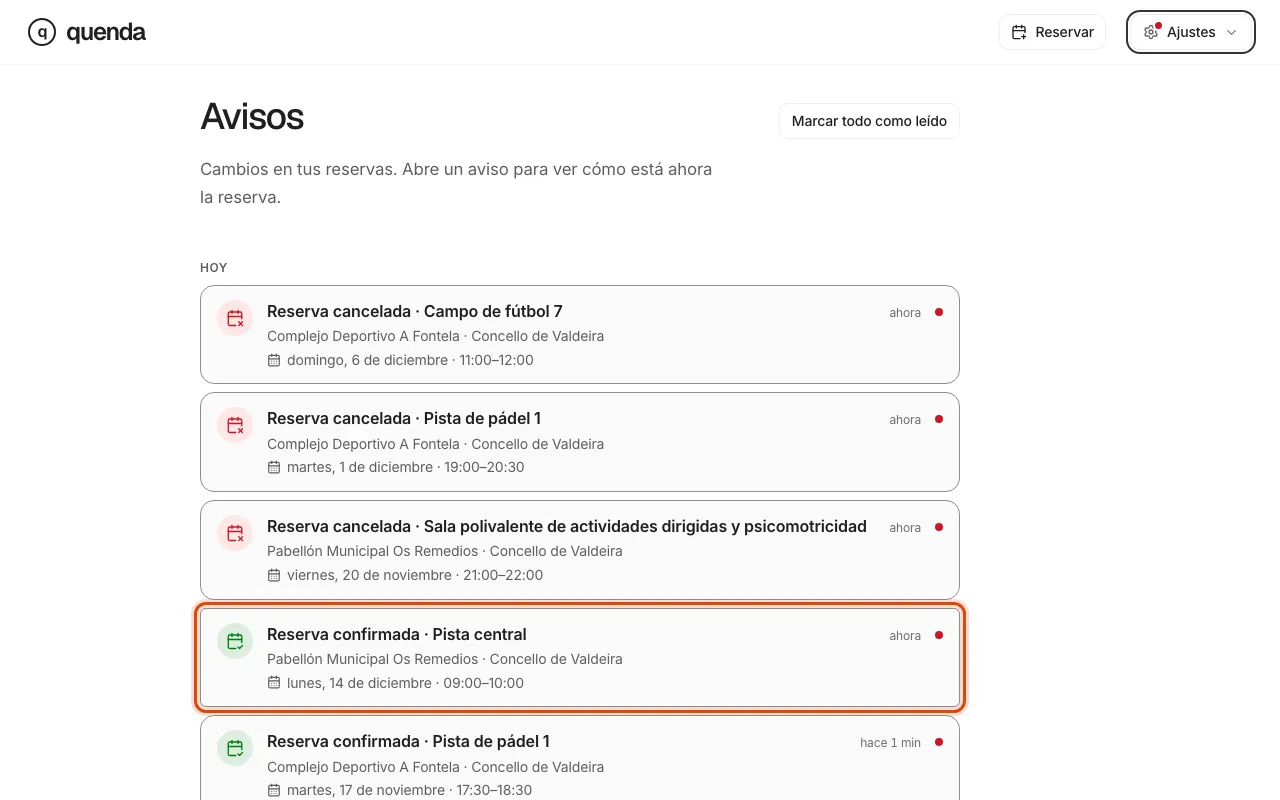 q quenda
Reservar
Ajustes
Avisos
Marcar todo como leído
Cambios en tus reservas. Abre un aviso para ver cómo está ahora
la reserva.
HOY
Reserva cancelada · Campo de fútbol 7
ahora
Complejo Deportivo A Fontela · Concello de Valdeira
domingo, 6 de diciembre · 11:00–12:00
Reserva cancelada · Pista de pádel 1
ahora
Complejo Deportivo A Fontela · Concello de Valdeira
martes, 1 de diciembre · 19:00–20:30
Reserva cancelada · Sala polivalente de actividades dirigidas y psicomotricidad
ahora
Pabellón Municipal Os Remedios · Concello de Valdeira
viernes, 20 de noviembre · 21:00–22:00
Reserva confirmada · Pista central
ahora
Pabellón Municipal Os Remedios · Concello de Valdeira
lunes, 14 de diciembre · 09:00–10:00
Reserva confirmada · Pista de pádel 1
hace 1 min
Complejo Deportivo A Fontela · Concello de Valdeira
martes, 17 de noviembre · 17:30–18:30